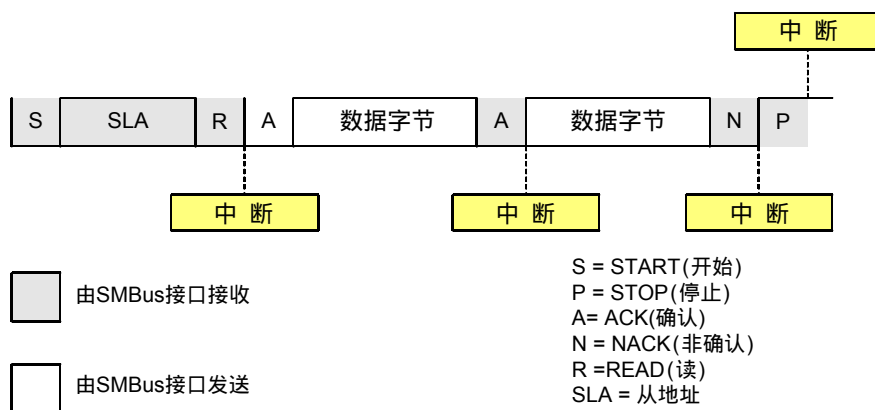 中 断
S SLA R A 数据字节 A 数据字节 N P
中 断 中 断 中 断
由SMBus接口接收
由SMBus接口发送
S = START(开始)
P = STOP(停止)
A= ACK(确认)
N = NACK(非确认)
R =READ(读)
SLA = 从地址